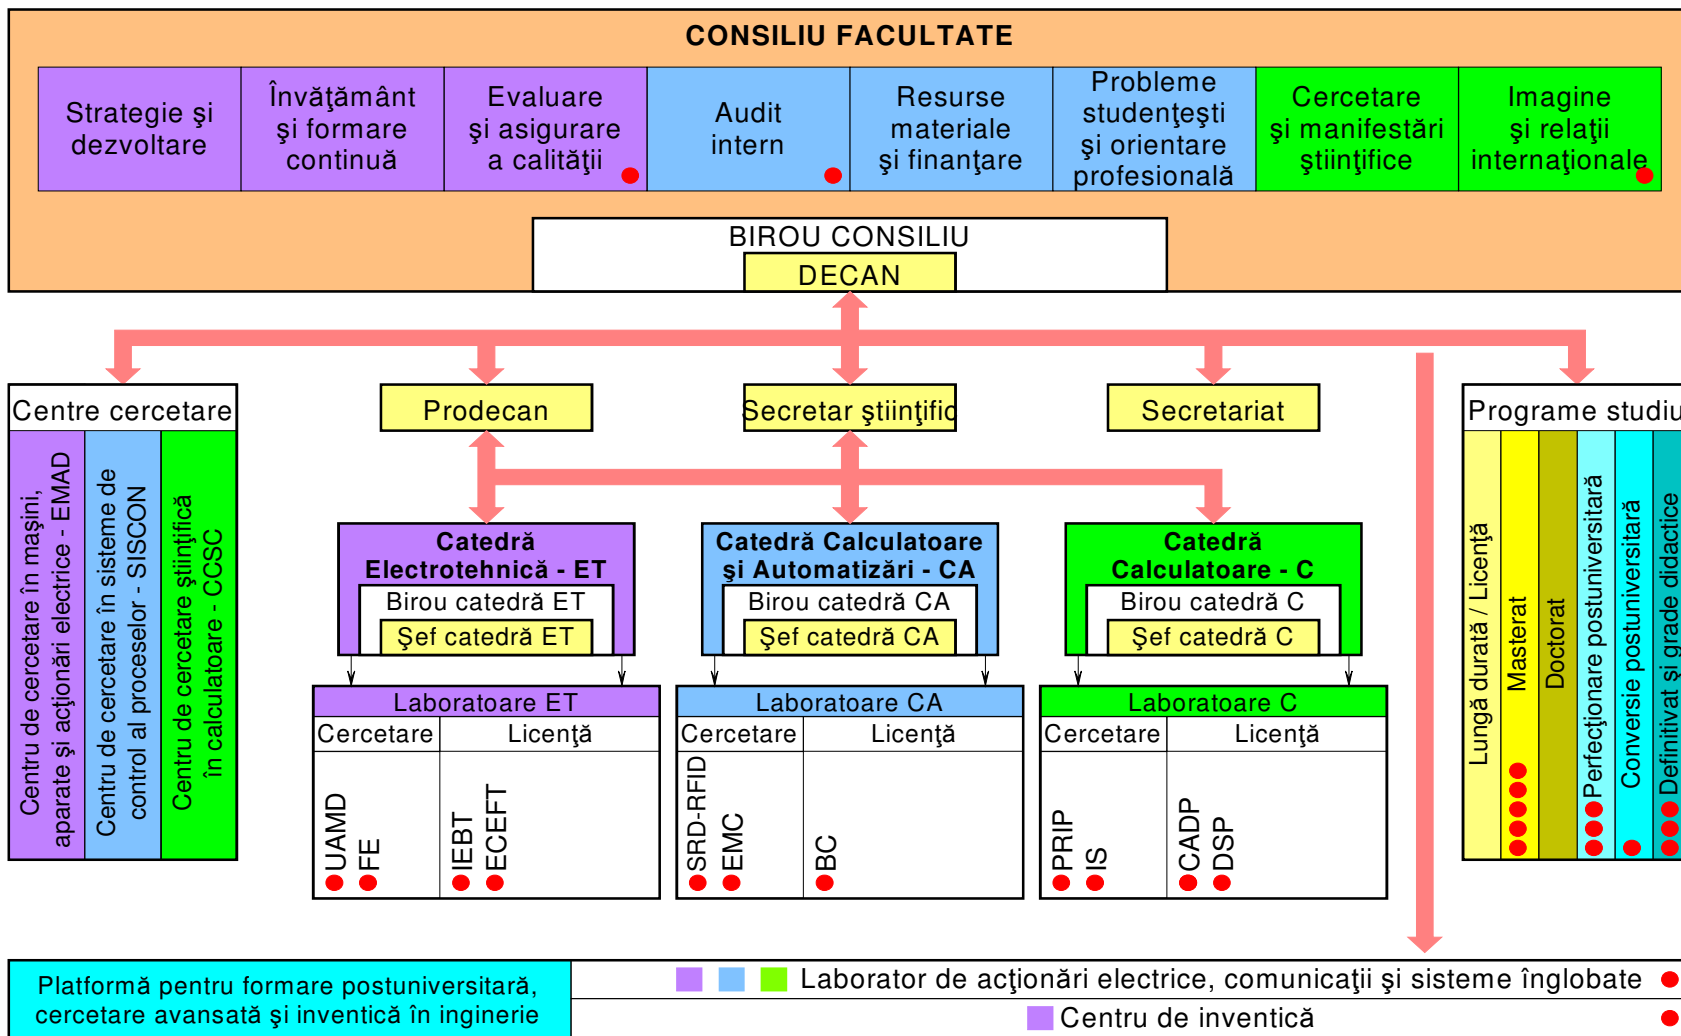 CONSILIU FACULTATE
Strategie şi
dezvoltare
Învăţământ
şi formare
continuă
Evaluare
şi asigurare
a calităţii
Audit
intern
Resurse
materiale
şi finanţare
Probleme
studenţeşti
şi orientare
profesională
Cercetare
şi manifestări
ştiinţifice
Imagine
şi relaţii
internaţionale
BIROU CONSILIU
DECAN
Centre cercetare
Centru de cercetare în maşini,
aparate şi acţionări electrice - EMAD
Centru de cercetare în sisteme de
control al proceselor - SISCON
Centru de cercetare ştiinţifică
în calculatoare - CCSC
Prodecan
Secretar ştiinţific
Secretariat
Programe studiu
Lungă durată / Licenţă
Masterat
Doctorat
Perfecţionare postuniversitară
Conversie postuniversitară
Definitivat şi grade didactice
Catedră
Electrotehnică - ET
Birou catedră ET
Şef catedră ET
Catedră Calculatoare
şi Automatizări - CA
Birou catedră CA
Şef catedră CA
Catedră
Calculatoare - C
Birou catedră C
Şef catedră C
Laboratoare ET
Cercetare
Licenţă
UAMD
FE
IEBT
ECEFT
Laboratoare CA
Cercetare
Licenţă
SRD-RFID
EMC
BC
Laboratoare C
Cercetare
Licenţă
PRIP
IS
CADP
DSP
Platformă pentru formare postuniversitară,
cercetare avansată şi inventică în inginerie
Laborator de acţionări electrice, comunicaţii şi sisteme înglobate
Centru de inventică